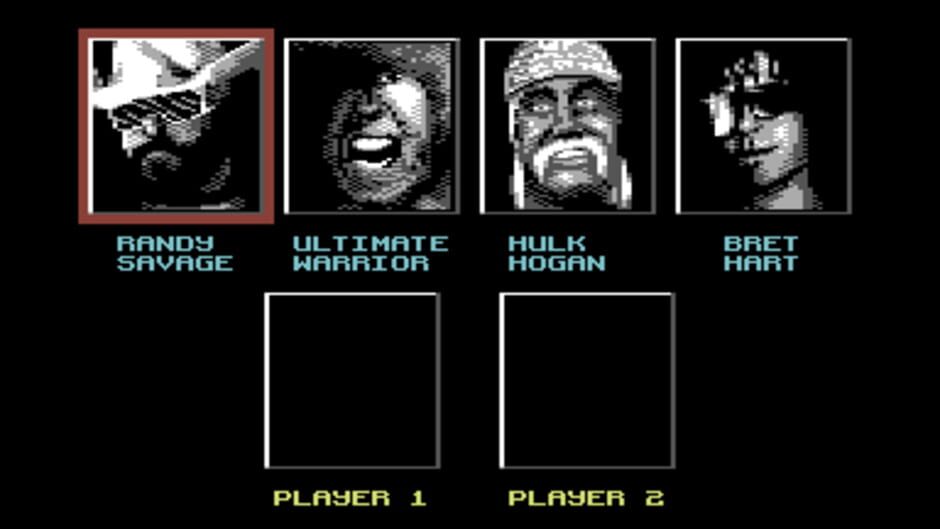 RANDY SAVAGE
ULTIMATE WARRIOR
HULK HOGAN
BRET HART
PLAYER 1
PLAYER 2